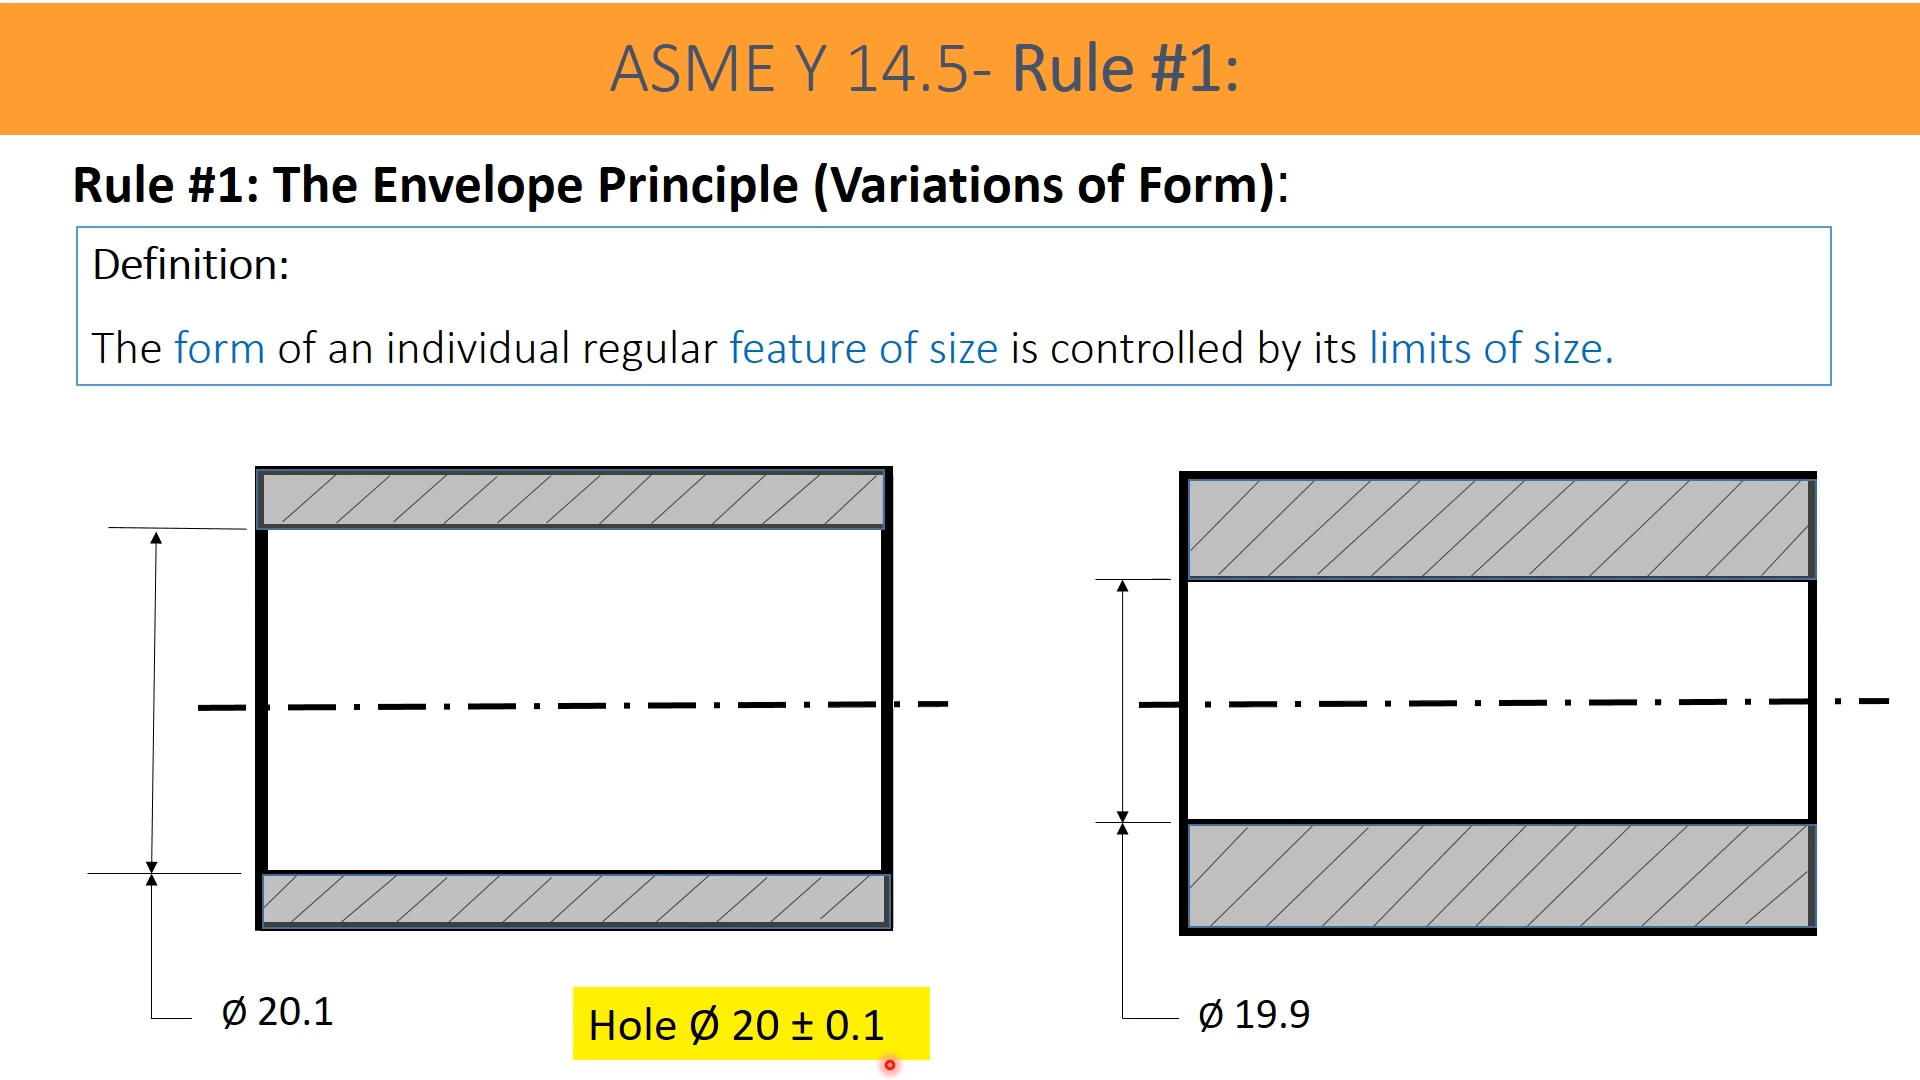 ASME Y 14.5- Rule #1:
Rule #1: The Envelope Principle (Variations of Form):
Definition:
The form of an individual regular feature of size is controlled by its limits of size.
Ø 20.1
Hole Ø 20 ± 0.1
Ø 19.9